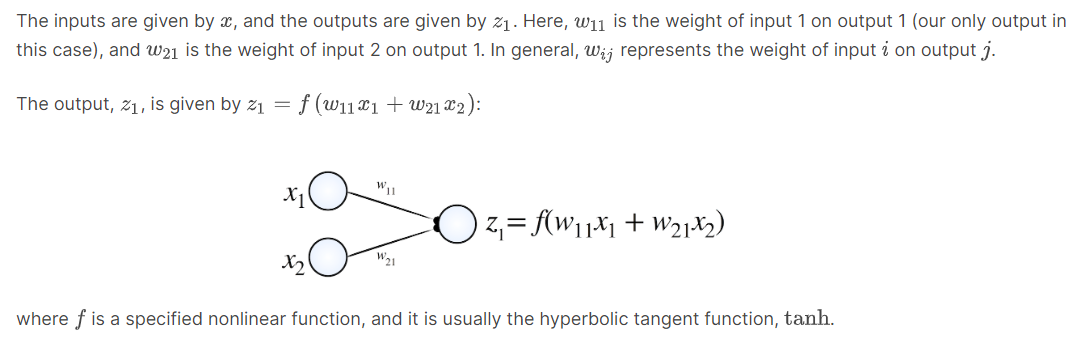 The inputs are given by x, and the outputs are given by z₁. Here, w₁₁ is the weight of input 1 on output 1 (our only output in
this case), and w₂₁ is the weight of input 2 on output 1. In general, wᵢⱼ represents the weight of input i on output j.
The output, z₁, is given by z₁ = f (w₁₁x₁ + w₂₁x₂):
x₁
w₁₁
z₁= f(w₁₁x₁ + w₂₁x₂)
x₂
w₂₁
where f is a specified nonlinear function, and it is usually the hyperbolic tangent function, tanh.